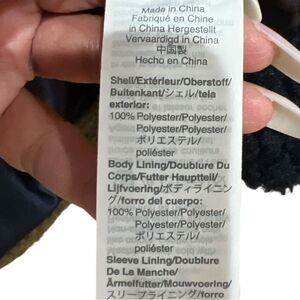 Made in China
Fabriqué en Chine
in China Hergestellt
Vervaardigd in China
中国製
Hecho en China
Shell/Extérieur/Oberstoff/
Buitenkant/シェル/tela
exterior:
100% Polyester/Polyester/
Polyester/Polyester/
ポリエステル/
poliéster
Body Lining/Doublure Du
Corps/Futter Hauptteil/
Lijfvoering/ボディライニン
グ/forro del cuerpo:
100% Polyester/Polyester/
Polyester/Polyester/
ポリエステル/
poliéster
Sleeve Lining/Doublure
De La Manche/
Ärmelfutter/Mouwvoering/
スリーブライニング/forro